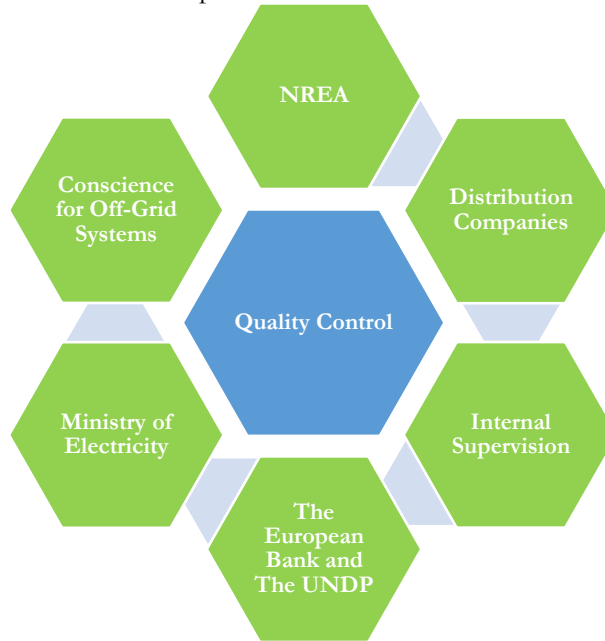 NREA
Distribution
Companies
Internal
Supervision
The
European
Bank and
The UNDP
Ministry of
Electricity
Conscience
for Off-Grid
Systems
Quality Control